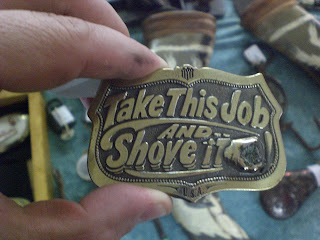 Take This Job
AND
Shove it
U.S.A.